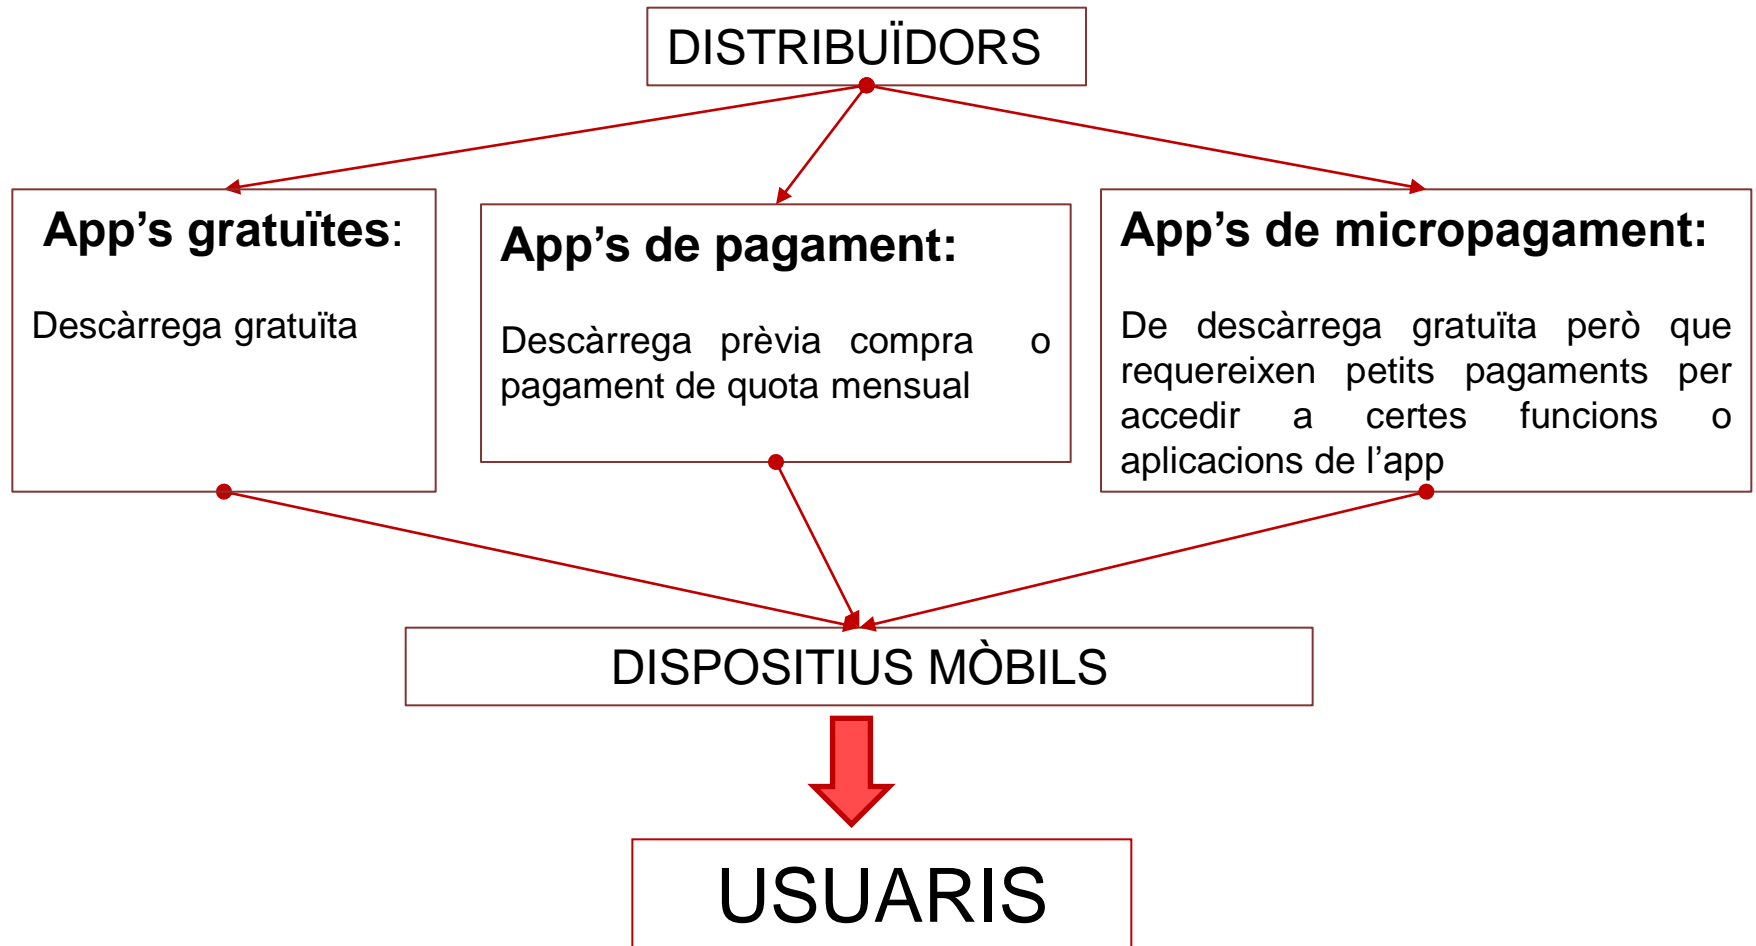 DISTRIBUÏDORS
App’s gratuïtes:
Descàrrega gratuïta
App’s de pagament:
Descàrrega prèvia compra o
pagament de quota mensual
App’s de micropagament:
De descàrrega gratuïta però que
requereixen petits pagaments per
accedir a certes funcions o
aplicacions de l’app
DISPOSITIUS MÒBILS
USUARIS